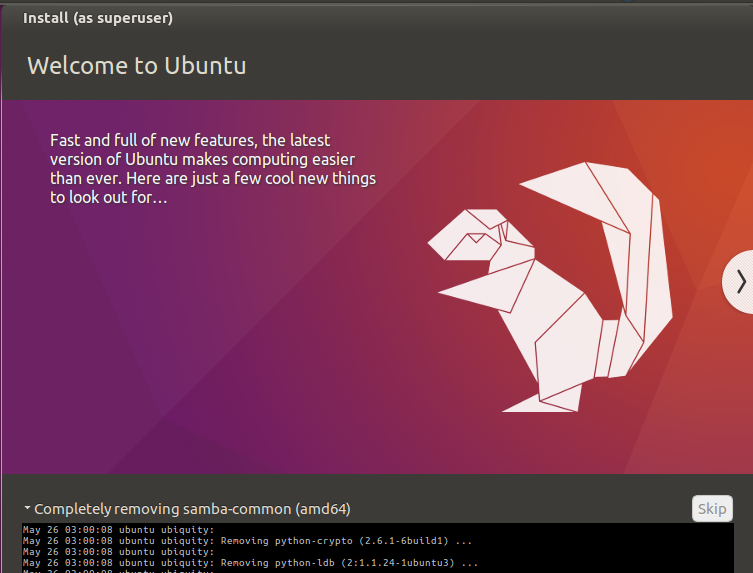 Install (as superuser)
Welcome to Ubuntu
Fast and full of new features, the latest
version of Ubuntu makes computing easier
than ever. Here are just a few cool new things
to look out for…
Completely removing samba-common (amd64)
Skip
May 26 03:00:08 ubuntu ubiquity:
May 26 03:00:08 ubuntu ubiquity: Removing python-crypto (2.6.1-6build1) ...
May 26 03:00:08 ubuntu ubiquity:
May 26 03:00:08 ubuntu ubiquity: Removing python-ldb (2:1.1.24-1ubuntu3) ...
May 26 03:00:08 ubuntu ubiquity: